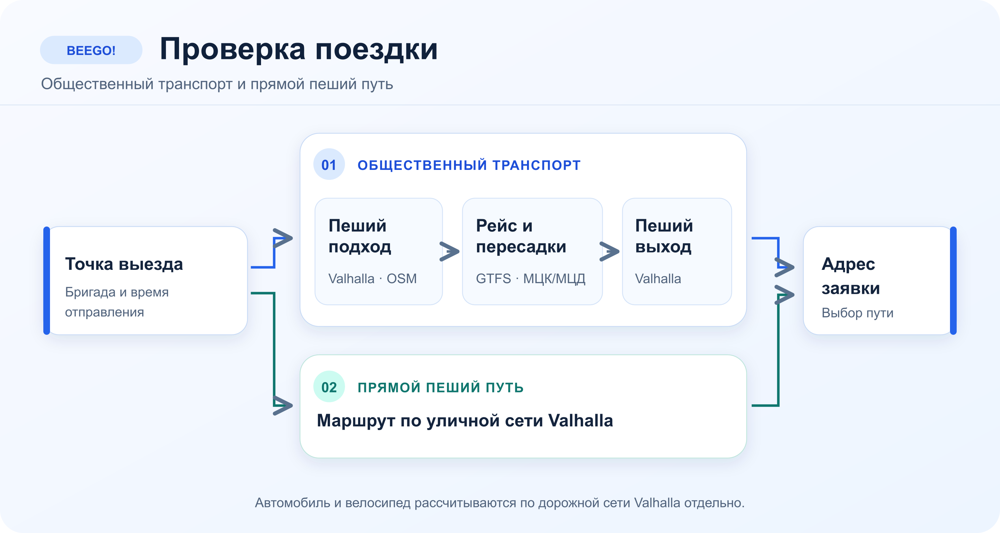 BEEGO!
Проверка поездки
Общественный транспорт и прямой пеший путь
Точка выезда
Бригада и время
отправления
01
ОБЩЕСТВЕННЫЙ ТРАНСПОРТ
Пеший
подход
Valhalla · OSM
Рейс и
пересадки
GTFS · МЦК/МЦД
Пеший
выход
Valhalla
02
ПРЯМОЙ ПЕШИЙ ПУТЬ
Маршрут по уличной сети Valhalla
Адрес
заявки
Выбор пути
Автомобиль и велосипед рассчитываются по дорожной сети Valhalla отдельно.